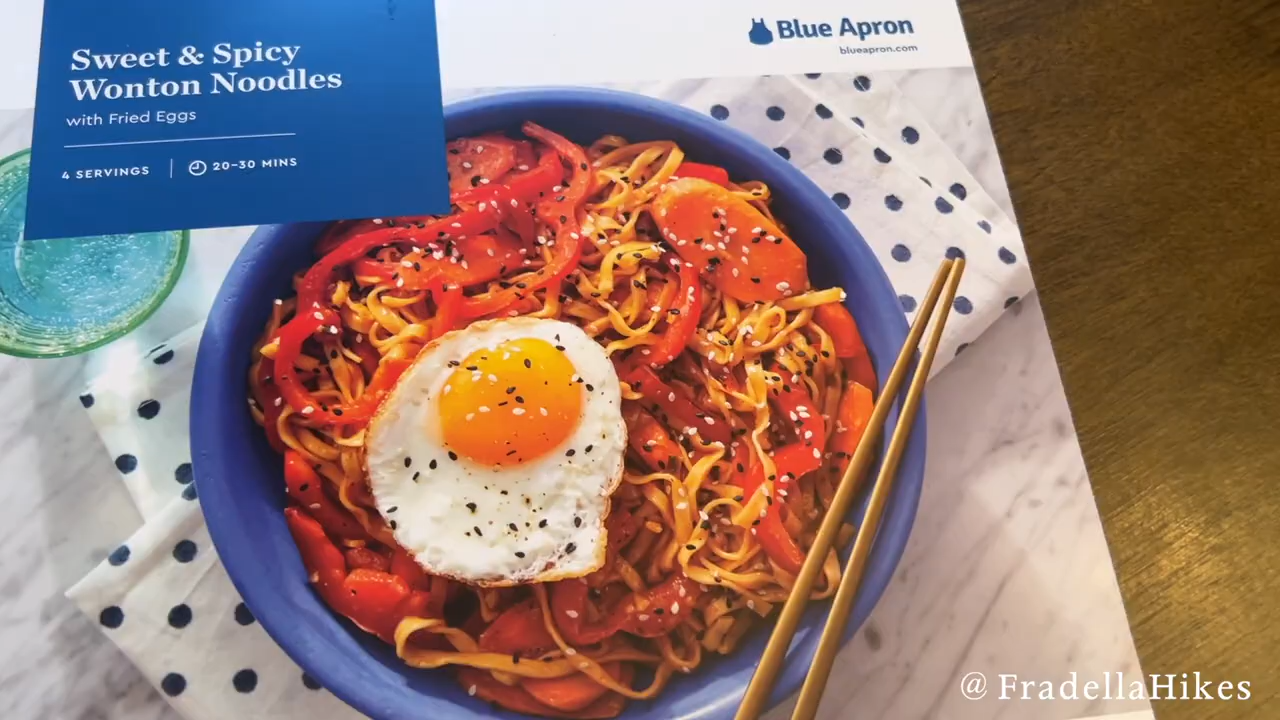 Sweet & Spicy
Wonton Noodles
with Fried Eggs
4 SERVINGS
20-30 MINS
Blue Apron
blueapron.com
@FradellaHikes